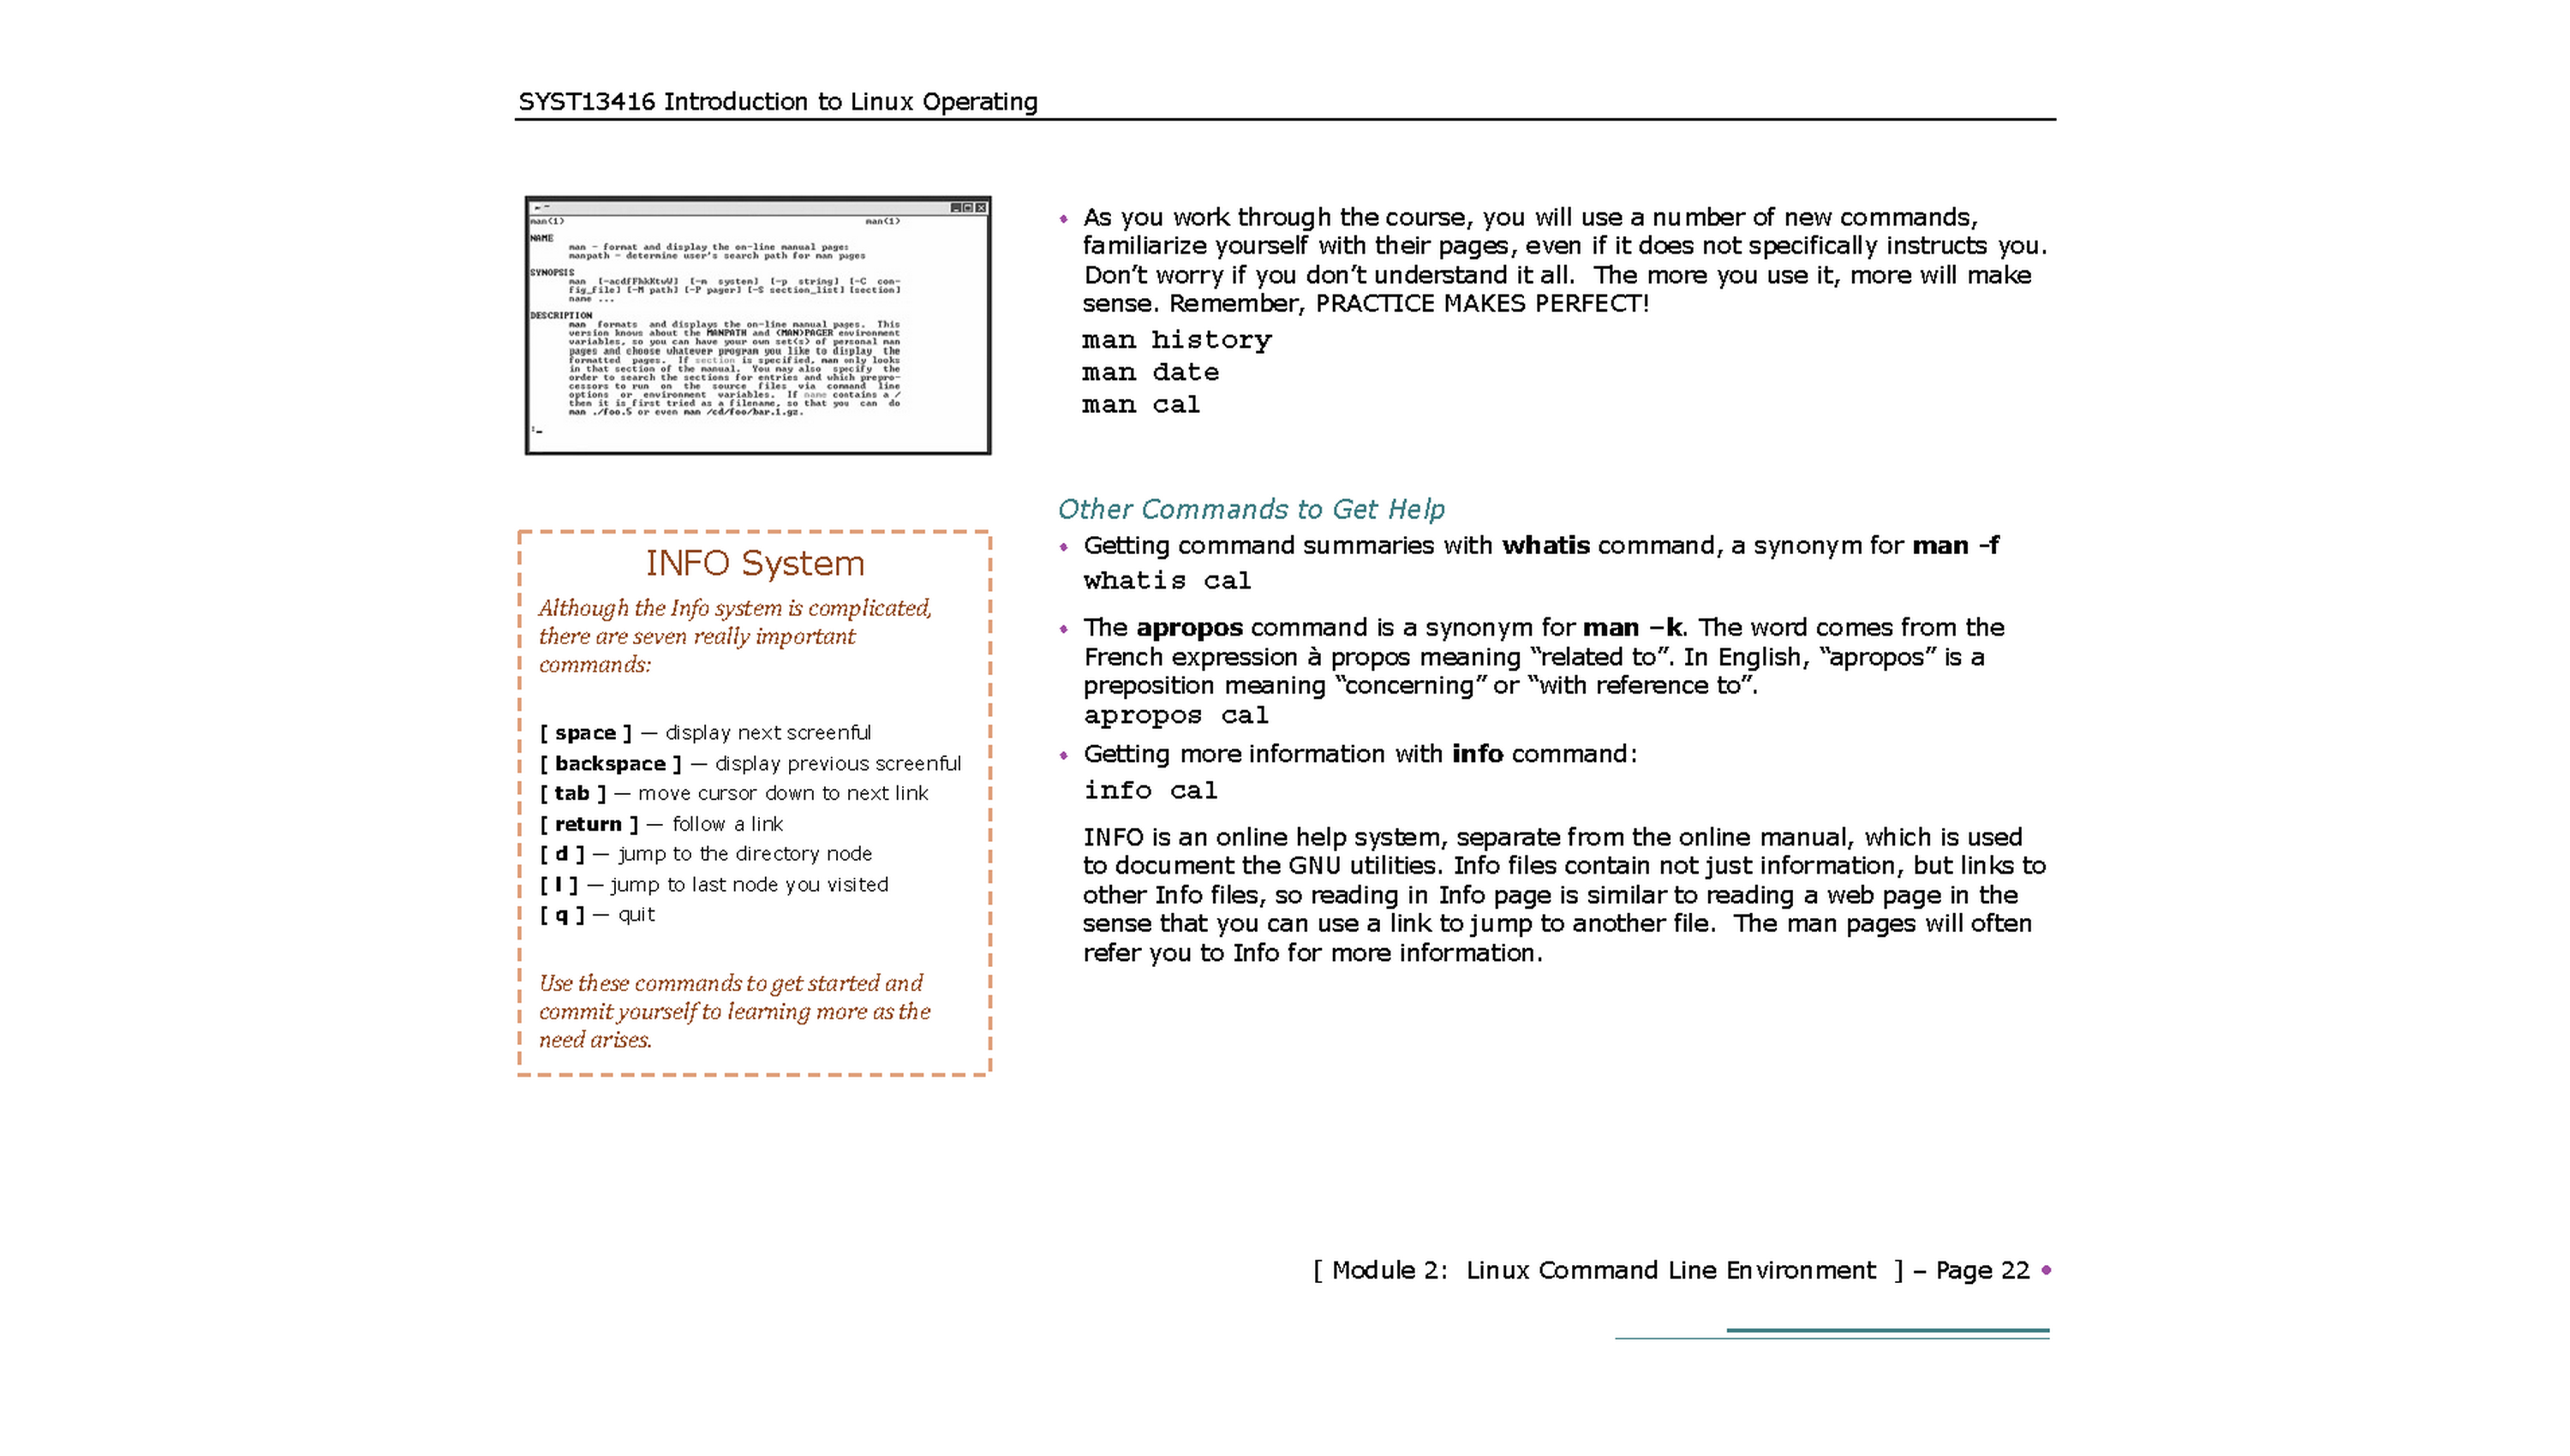 SYST13416 Introduction to Linux Operating
man(1) man(1)
NAME
man - format and display the on-line manual pages
manpath - determine user's search path for man pages
SYNOPSIS
man [-acdfFhkKtwW] [-m system] [-p string] [-C con-
fig_file] [-M path] [-P pager] [-S section_list] [section]
name ...
DESCRIPTION
man formats and displays the on-line manual pages. This
version knows about the MANPATH and (MAN)PAGER environment
variables, so you can have your own set(s) of personal man
pages and choose whatever program you like to display the
formatted pages. If section is specified, man only looks
in that section of the manual. You may also specify the
order to search the sections for entries and which prepro-
cessors to run on the source files via command line
options or environment variables. If name contains a /
then it is first tried as a filename, so that you can do
man ./foo.5 or even man /cd/foo/bar.1.gz.
:_
INFO System
Although the Info system is complicated,
there are seven really important
commands:
[ space ] — display next screenful
[ backspace ] — display previous screenful
[ tab ] — move cursor down to next link
[ return ] — follow a link
[ d ] — jump to the directory node
[ l ] — jump to last node you visited
[ q ] — quit
Use these commands to get started and
commit yourself to learning more as the
need arises.
• As you work through the course, you will use a number of new commands,
familiarize yourself with their pages, even if it does not specifically instructs you.
Don’t worry if you don’t understand it all. The more you use it, more will make
sense. Remember, PRACTICE MAKES PERFECT!
man history
man date
man cal
Other Commands to Get Help
• Getting command summaries with whatis command, a synonym for man -f
whatis cal
• The apropos command is a synonym for man –k. The word comes from the
French expression à propos meaning “related to”. In English, “apropos” is a
preposition meaning “concerning” or “with reference to”.
apropos cal
• Getting more information with info command:
info cal
INFO is an online help system, separate from the online manual, which is used
to document the GNU utilities. Info files contain not just information, but links to
other Info files, so reading in Info page is similar to reading a web page in the
sense that you can use a link to jump to another file. The man pages will often
refer you to Info for more information.
[ Module 2: Linux Command Line Environment ] – Page 22 •